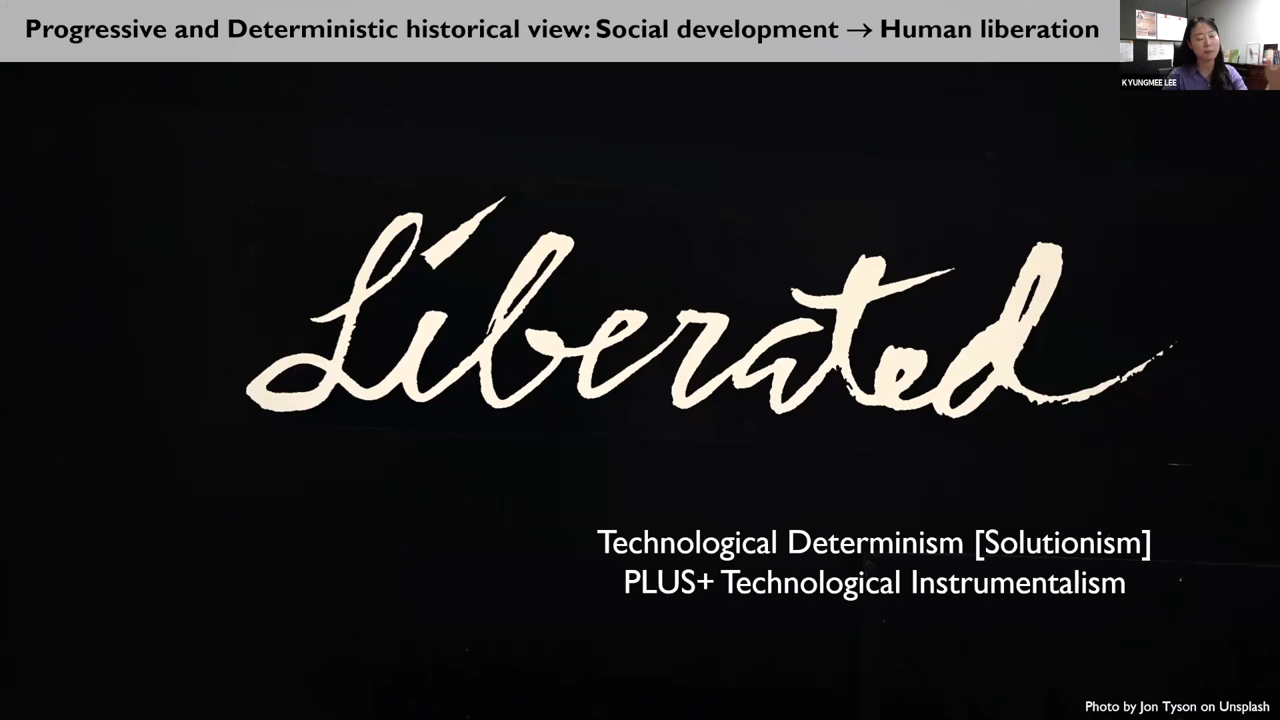 Progressive and Deterministic historical view: Social development → Human liberation
KYUNGMEE LEE
Liberated
Technological Determinism [Solutionism]
PLUS+ Technological Instrumentalism
Photo by Jon Tyson on Unsplash